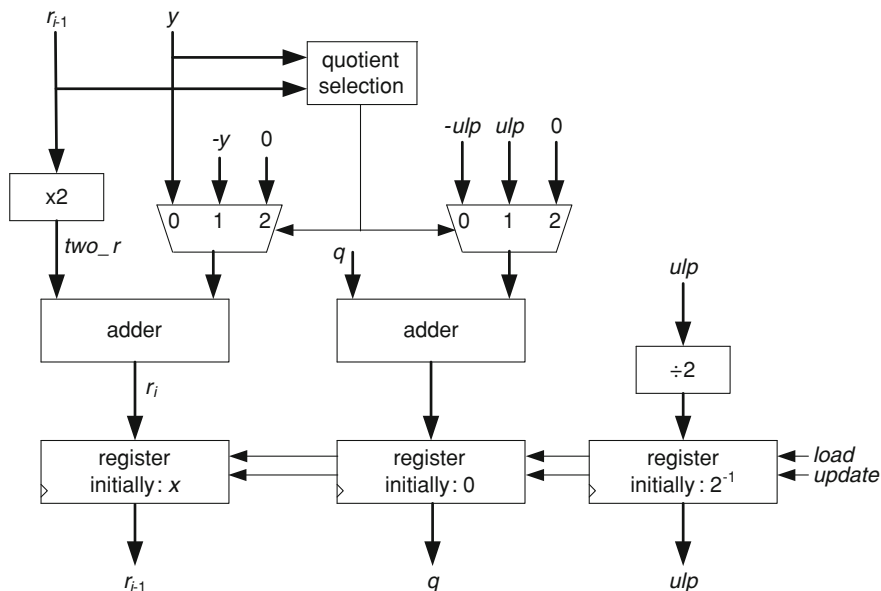 r_{i-1}
y
quotient
selection
-y
0
-ulp
ulp
0
x2
0
1
2
0
1
2
two_r
q
ulp
adder
adder
÷2
r_i
register
initially: x
register
initially: 0
register
initially: 2^{-1}
load
update
r_{i-1}
q
ulp